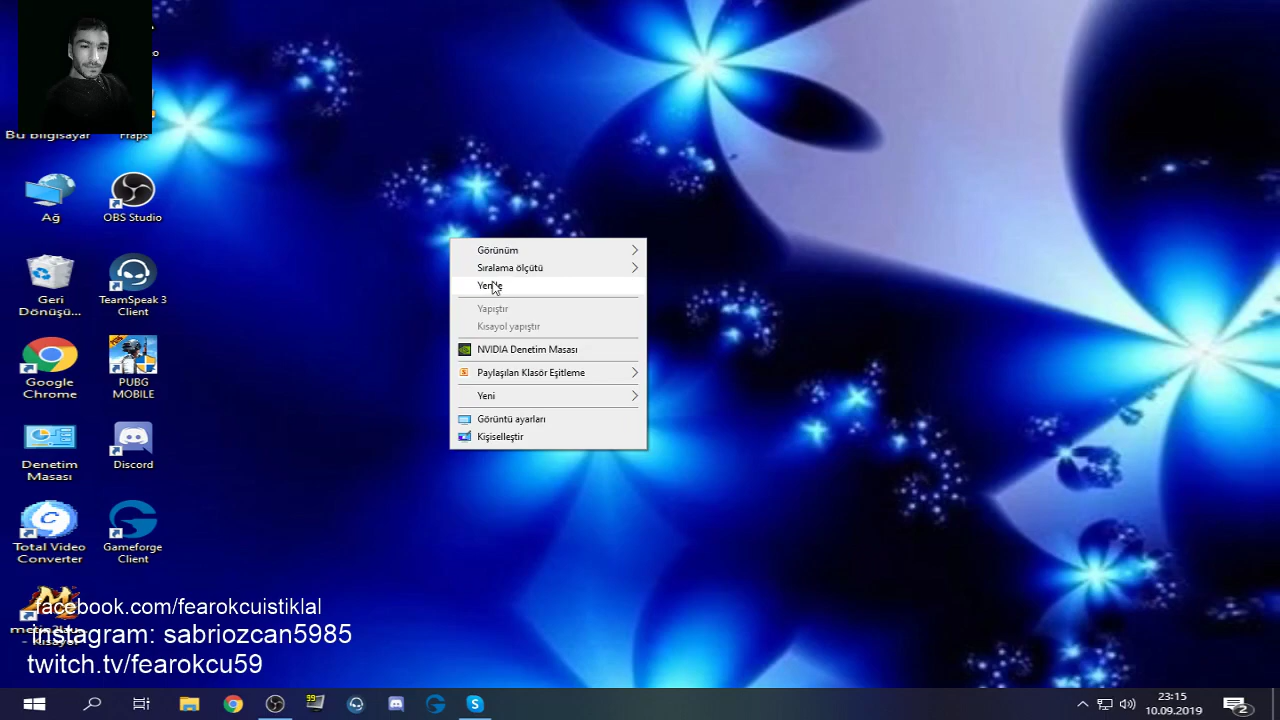 Bu bilgisayar
Fraps
Ağ
OBS Studio
Geri
Dönüşü...
TeamSpeak 3
Client
Google
Chrome
PUBG
MOBILE
Denetim
Masası
Discord
Total Video
Converter
Gameforge
Client
Görünüm
Sıralama ölçütü
Yapıştır
Kısayol yapıştır
NVIDIA Denetim Masası
Paylaşılan Klasör Eşitleme
Yeni
Görüntü ayarları
Kişiselleştir
facebook.com/fearokcuistiklal
instagram: sabriozcan5985
twitch.tv/fearokcu59
99
23:15
10.09.2019
2